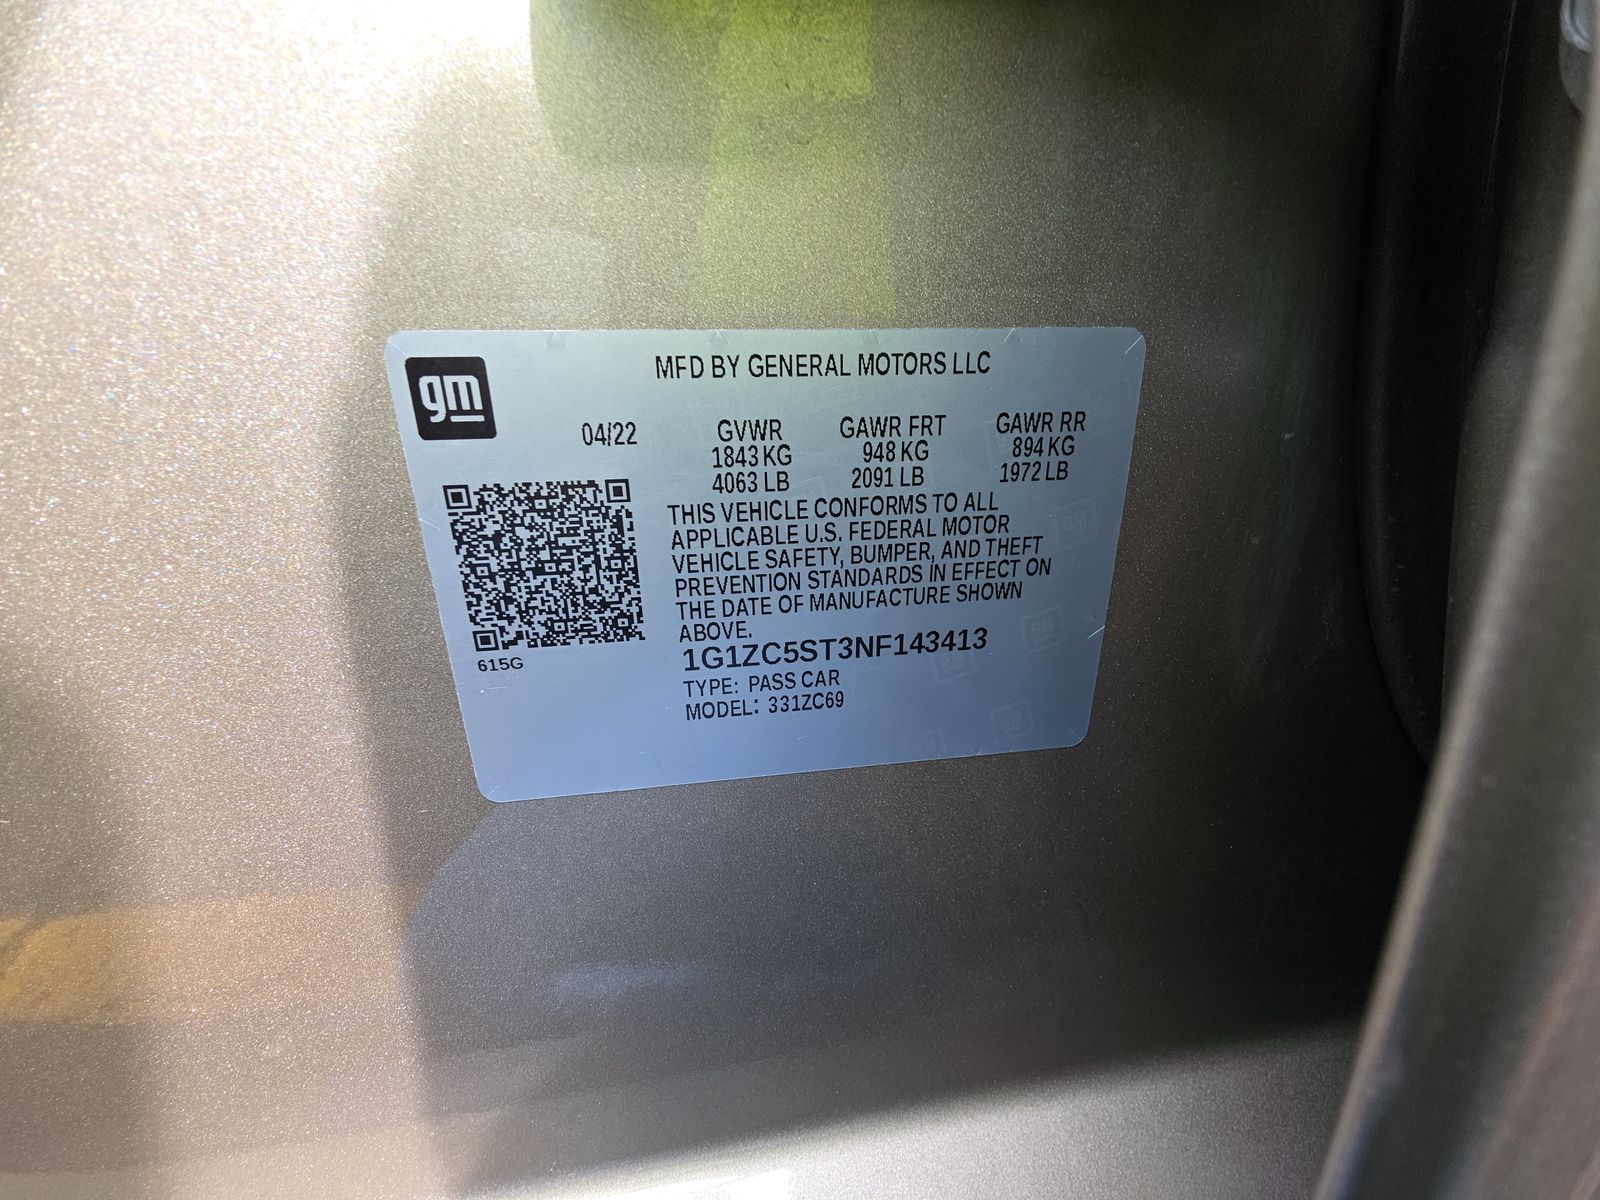 gm
MFD BY GENERAL MOTORS LLC
04/22 GVWR GAWR FRT GAWR RR
1843 KG 948 KG 894 KG
4063 LB 2091 LB 1972 LB
THIS VEHICLE CONFORMS TO ALL
APPLICABLE U.S. FEDERAL MOTOR
VEHICLE SAFETY, BUMPER, AND THEFT
PREVENTION STANDARDS IN EFFECT ON
THE DATE OF MANUFACTURE SHOWN
ABOVE.
615G
1G1ZC5ST3NF143413
TYPE: PASS CAR
MODEL: 331ZC69